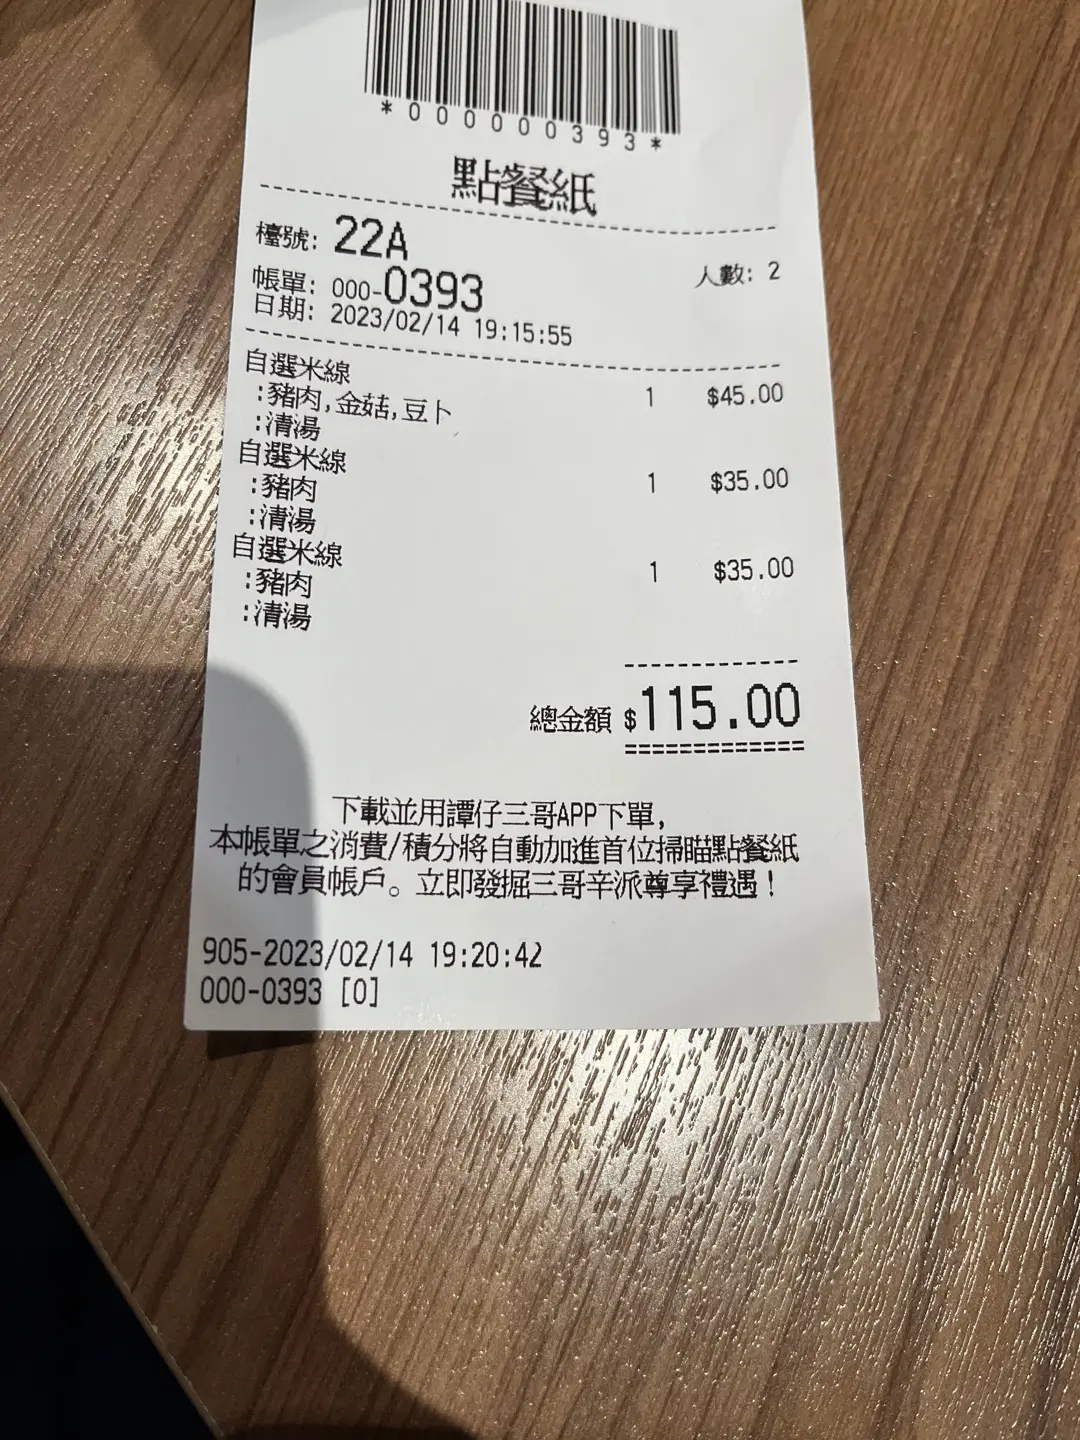 *000000393*
點餐紙
檯號: 22A
人數: 2
帳單: 000-0393
日期: 2023/02/14 19:15:55
自選米線 1 $45.00
:豬肉,金菇,豆卜
:清湯
自選米線 1 $35.00
:豬肉
:清湯
自選米線 1 $35.00
:豬肉
:清湯
總金額 $115.00
下載並用譚仔三哥APP下單,
本帳單之消費/積分將自動加進首位掃瞄點餐紙
的會員帳戶。立即發掘三哥辛派尊享禮遇!
905-2023/02/14 19:20:42
000-0393 [0]